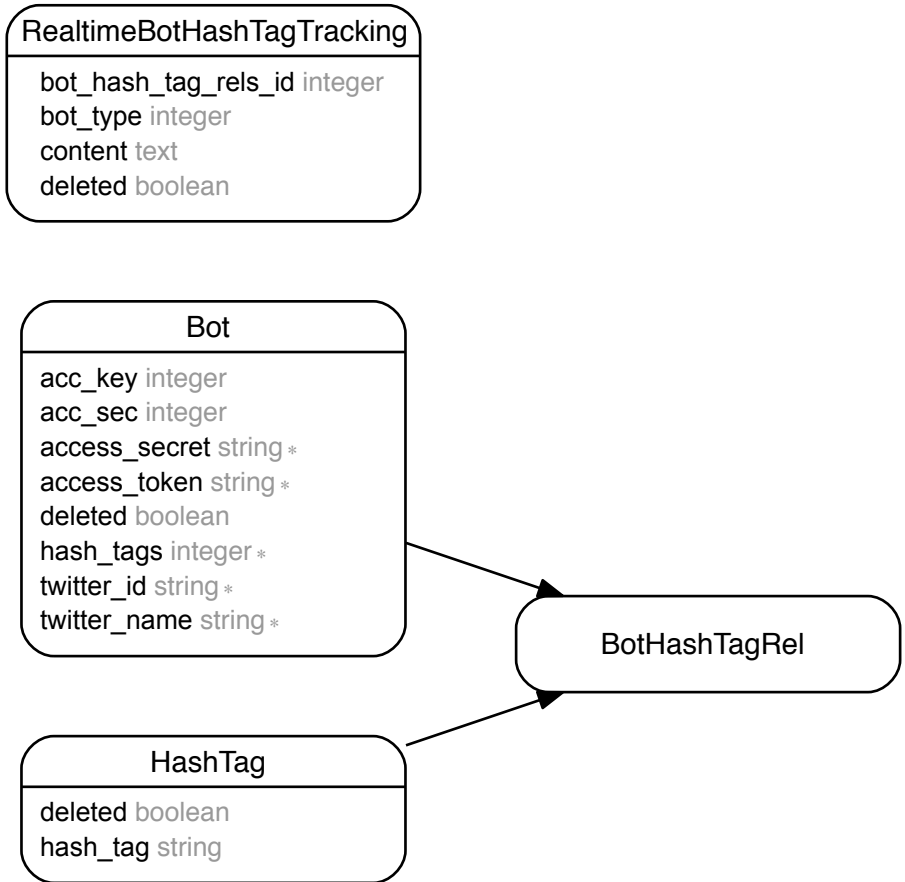 RealtimeBotHashTagTracking
bot_hash_tag_rels_id integer
bot_type integer
content text
deleted boolean
Bot
acc_key integer
acc_sec integer
access_secret string *
access_token string *
deleted boolean
hash_tags integer *
twitter_id string *
twitter_name string *
BotHashTagRel
HashTag
deleted boolean
hash_tag string